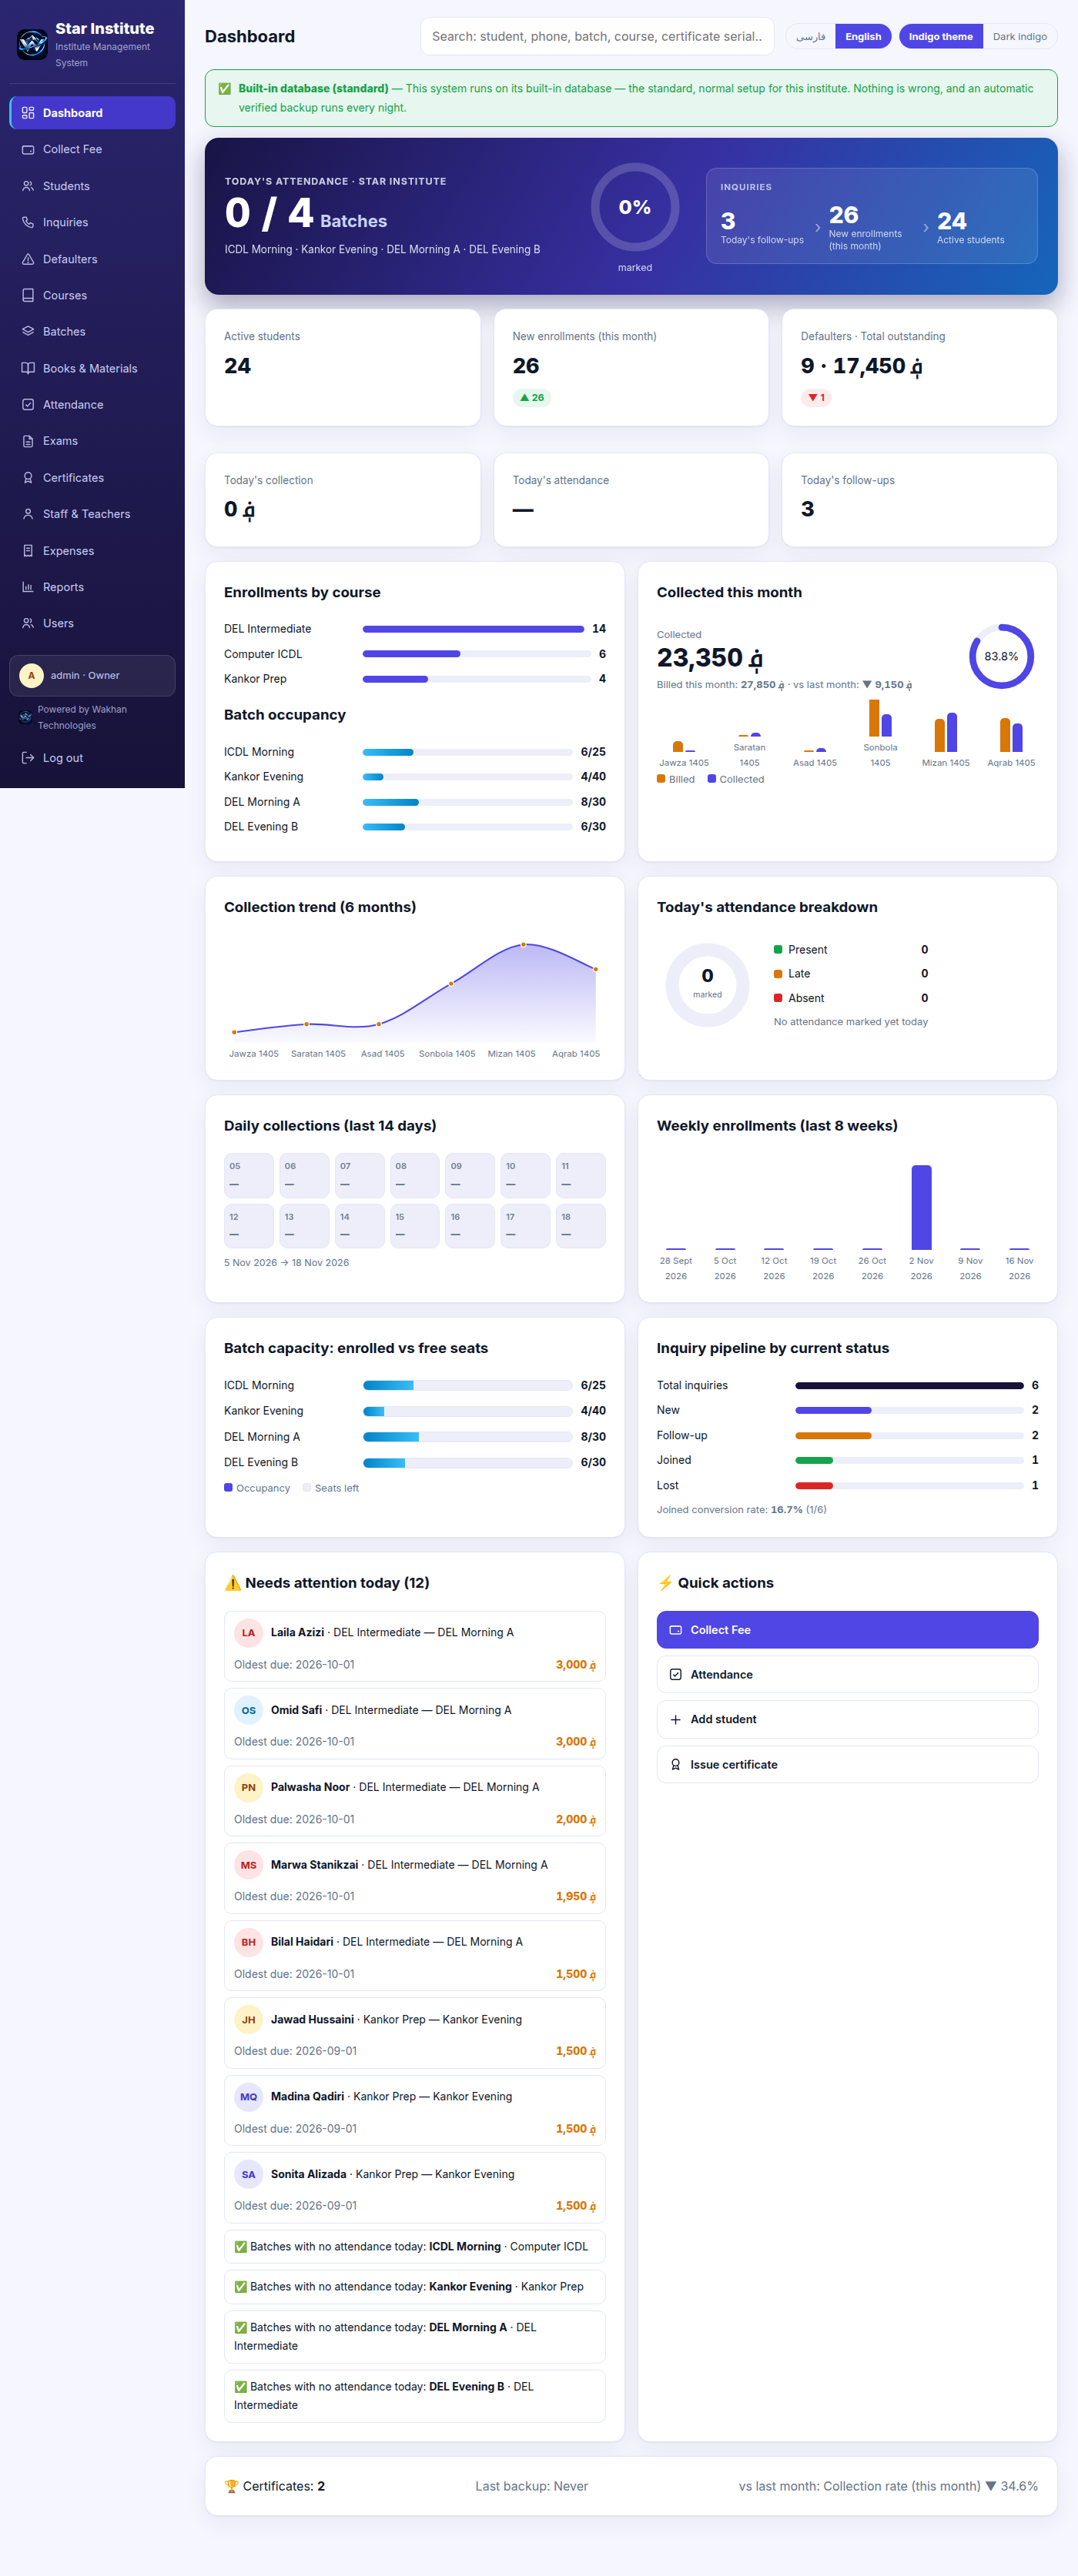 Star Institute
Institute Management
System
Dashboard
Collect Fee
Students
Inquiries
Defaulters
Courses
Batches
Books & Materials
Attendance
Exams
Certificates
Staff & Teachers
Expenses
Reports
Users
A admin · Owner
Powered by Wakhan
Technologies
Log out
Dashboard
Search: student, phone, batch, course, certificate serial..
فارسی English
Indigo theme Dark indigo
✅ Built-in database (standard) — This system runs on its built-in database — the standard, normal setup for this institute. Nothing is wrong, and an automatic
verified backup runs every night.
TODAY'S ATTENDANCE · STAR INSTITUTE
0 / 4 Batches
ICDL Morning · Kankor Evening · DEL Morning A · DEL Evening B
0%
marked
INQUIRIES
3
Today's follow-ups
›
26
New enrollments
(this month)
›
24
Active students
Active students
24
New enrollments (this month)
26
▲ 26
Defaulters · Total outstanding
9 · 17,450 ؋
▼ 1
Today's collection
0 ؋
Today's attendance
—
Today's follow-ups
3
Enrollments by course
DEL Intermediate 14
Computer ICDL 6
Kankor Prep 4
Batch occupancy
ICDL Morning 6/25
Kankor Evening 4/40
DEL Morning A 8/30
DEL Evening B 6/30
Collected this month
Collected
23,350 ؋
Billed this month: 27,850 ؋ · vs last month: ▼ 9,150 ؋
83.8%
Jawza 1405
Saratan
1405
Asad 1405
Sonbola
1405
Mizan 1405
Aqrab 1405
Billed Collected
Collection trend (6 months)
Jawza 1405 Saratan 1405 Asad 1405 Sonbola 1405 Mizan 1405 Aqrab 1405
Today's attendance breakdown
0
marked
Present 0
Late 0
Absent 0
No attendance marked yet today
Daily collections (last 14 days)
05 06 07 08 09 10 11
— — — — — — —
12 13 14 15 16 17 18
— — — — — — —
5 Nov 2026 → 18 Nov 2026
Weekly enrollments (last 8 weeks)
28 Sept 5 Oct 12 Oct 19 Oct 26 Oct 2 Nov 9 Nov 16 Nov
2026 2026 2026 2026 2026 2026 2026 2026
Batch capacity: enrolled vs free seats
ICDL Morning 6/25
Kankor Evening 4/40
DEL Morning A 8/30
DEL Evening B 6/30
Occupancy Seats left
Inquiry pipeline by current status
Total inquiries 6
New 2
Follow-up 2
Joined 1
Lost 1
Joined conversion rate: 16.7% (1/6)
⚠️ Needs attention today (12)
LA Laila Azizi · DEL Intermediate — DEL Morning A
Oldest due: 2026-10-01 3,000 ؋
OS Omid Safi · DEL Intermediate — DEL Morning A
Oldest due: 2026-10-01 3,000 ؋
PN Palwasha Noor · DEL Intermediate — DEL Morning A
Oldest due: 2026-10-01 2,000 ؋
MS Marwa Stanikzai · DEL Intermediate — DEL Morning A
Oldest due: 2026-10-01 1,950 ؋
BH Bilal Haidari · DEL Intermediate — DEL Morning A
Oldest due: 2026-10-01 1,500 ؋
JH Jawad Hussaini · Kankor Prep — Kankor Evening
Oldest due: 2026-09-01 1,500 ؋
MQ Madina Qadiri · Kankor Prep — Kankor Evening
Oldest due: 2026-09-01 1,500 ؋
SA Sonita Alizada · Kankor Prep — Kankor Evening
Oldest due: 2026-09-01 1,500 ؋
✅ Batches with no attendance today: ICDL Morning · Computer ICDL
✅ Batches with no attendance today: Kankor Evening · Kankor Prep
✅ Batches with no attendance today: DEL Morning A · DEL
Intermediate
✅ Batches with no attendance today: DEL Evening B · DEL
Intermediate
⚡ Quick actions
Collect Fee
Attendance
Add student
Issue certificate
🏆 Certificates: 2
Last backup: Never
vs last month: Collection rate (this month) ▼ 34.6%